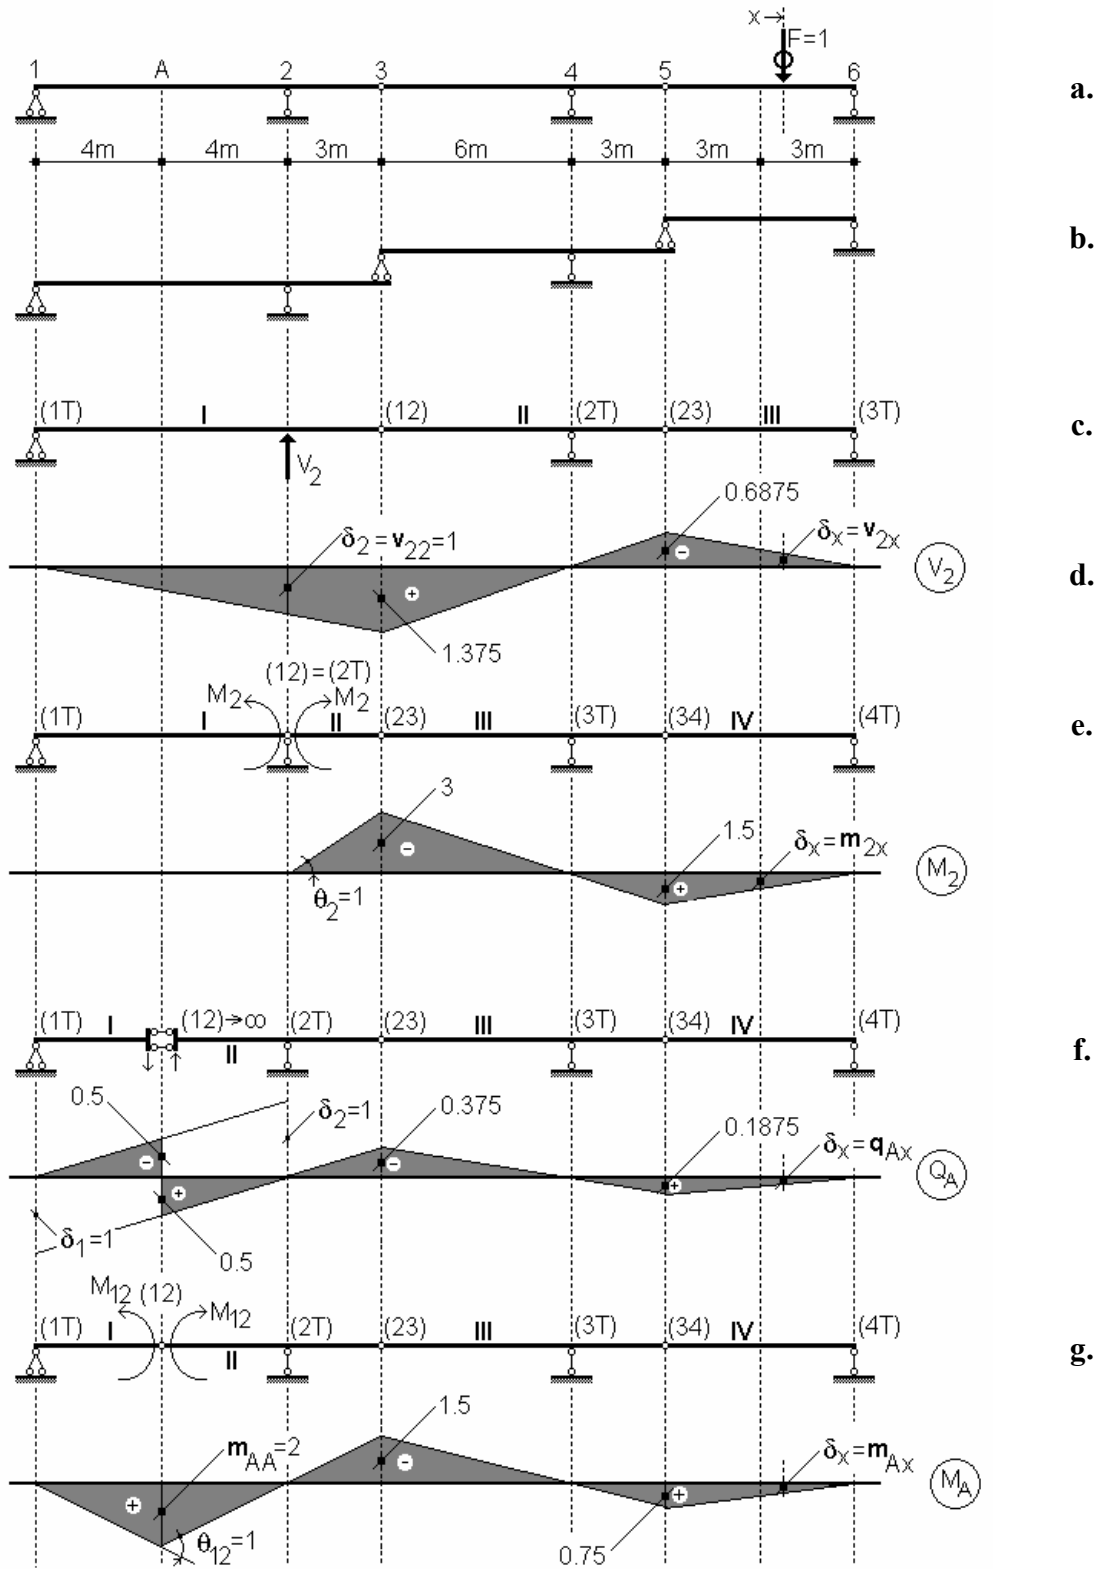 x→
F=1
1 A 2 3 4 5 6
a.
4m 4m 3m 6m 3m 3m 3m
b.
(1T) I (12) II (2T) (23) III (3T)
c.
V2
0.6875
δ2=v22=1
δx=v2x
− V2
+
d.
1.375
(12)=(2T)
M2 M2
(1T) I II (23) III (3T) (34) IV (4T)
e.
3
1.5
δx=m2x
−
+ M2
θ2=1
(1T) I (12)→∞ (2T) (23) III (3T) (34) IV (4T)
II
f.
0.5
δ2=1
0.375
0.1875
δx=qAx
− −
+ + QA
δ1=1
0.5
M12 (12) M12
(1T) I (2T) (23) III (3T) (34) IV (4T)
II
g.
1.5
mAA=2
δx=mAx
−
+ + MA
θ12=1
0.75